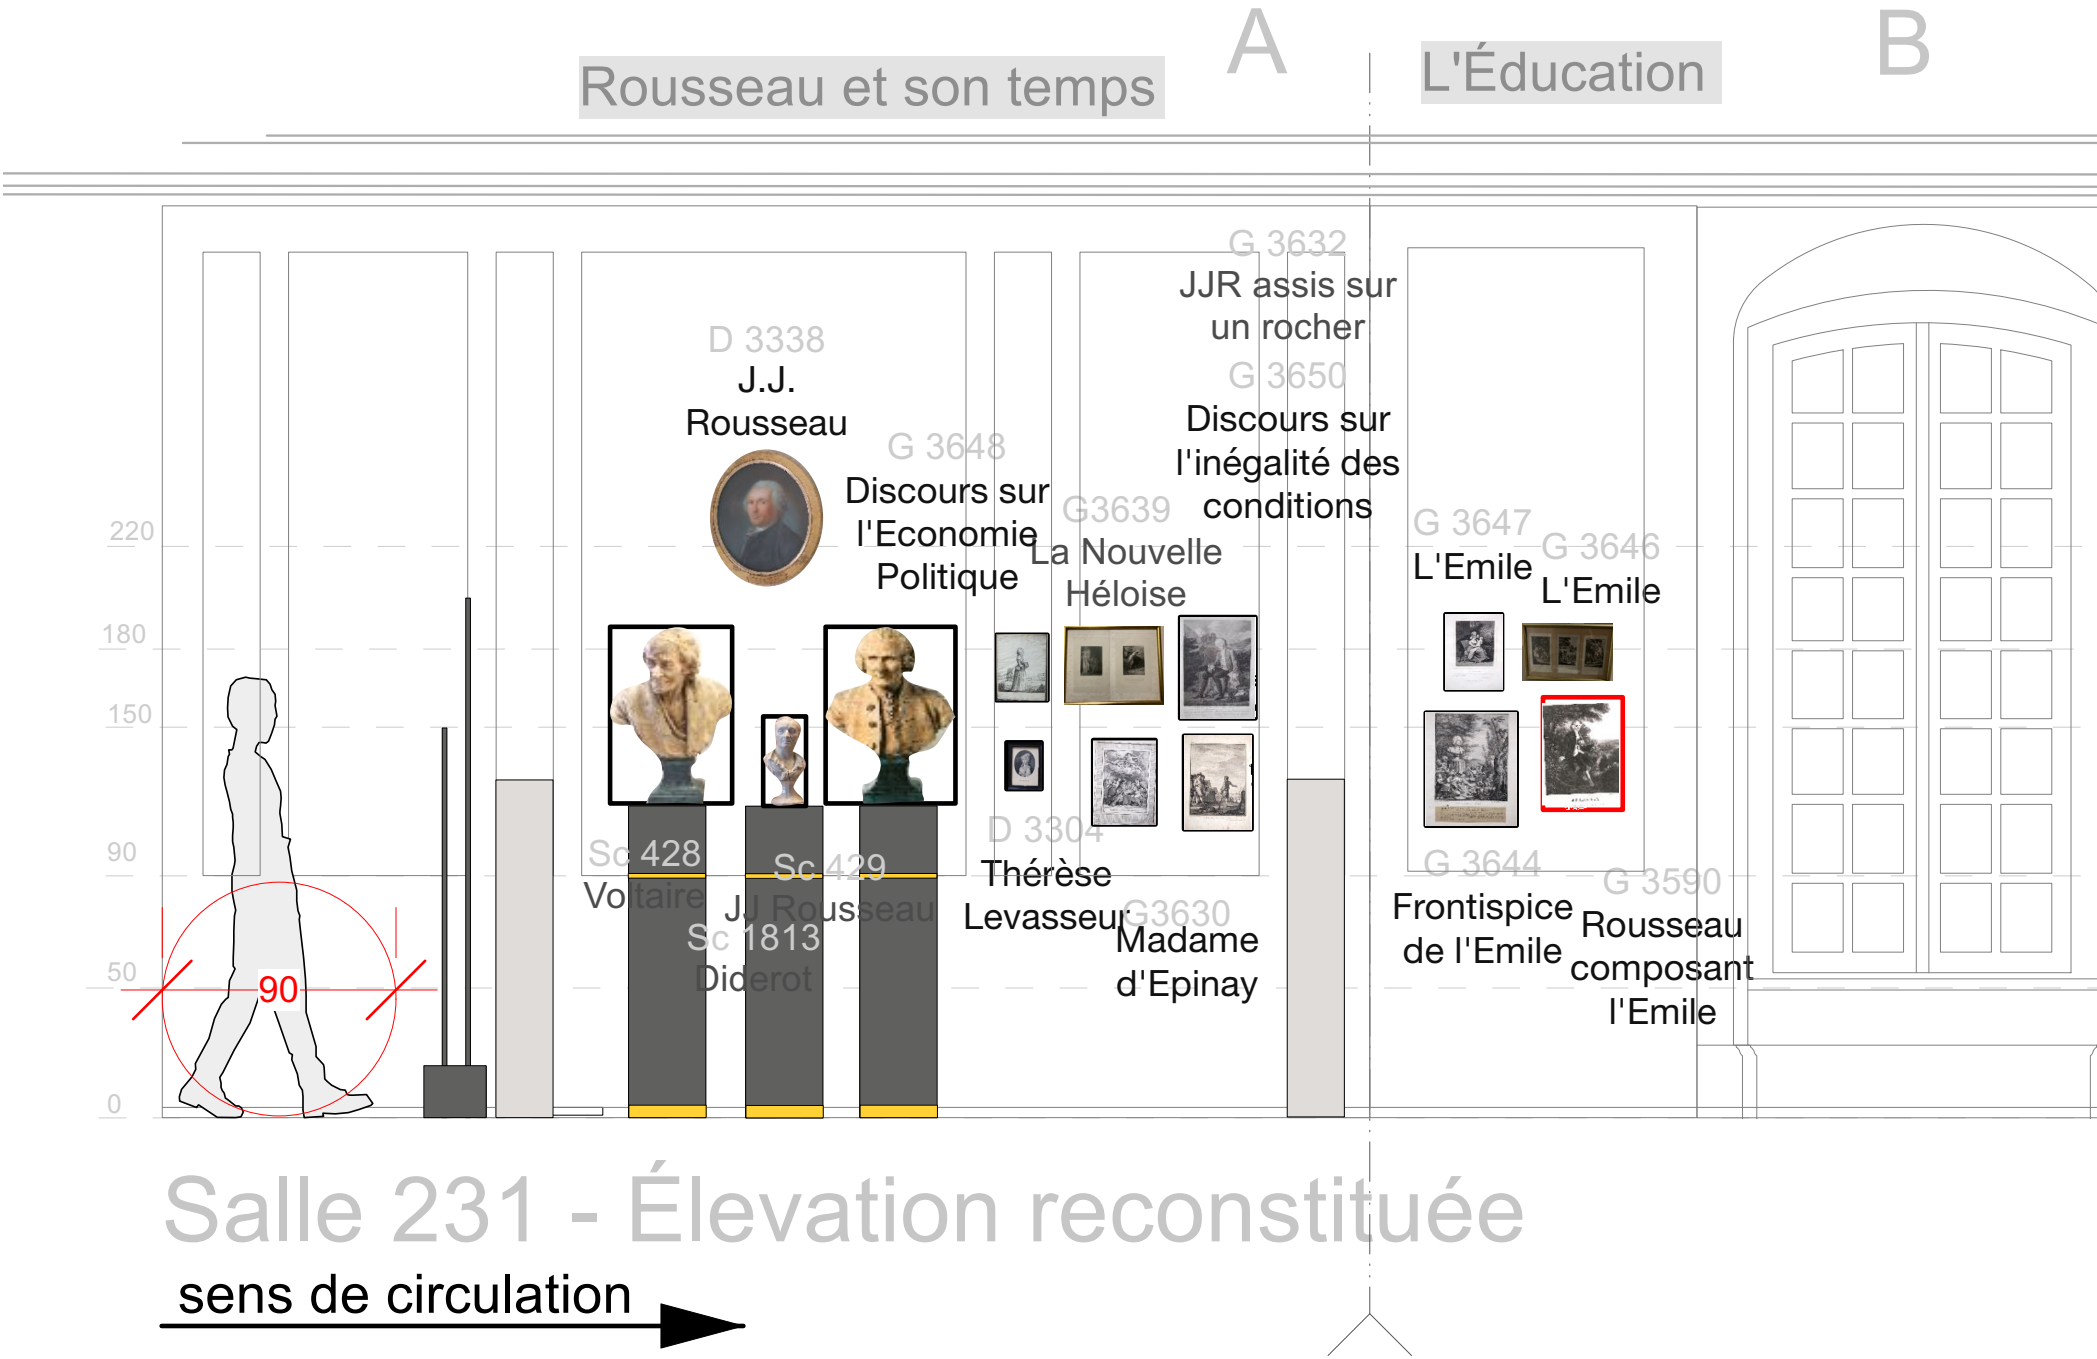 A
B
Rousseau et son temps
L'Éducation
G 3632
JJR assis sur
un rocher
D 3338
J.J.
Rousseau
G 3650
Discours sur
l'inégalité des
conditions
G 3648
Discours sur
l'Economie
Politique
G3639
La Nouvelle
Héloise
G 3647
L'Emile
G 3646
L'Emile
220
180
150
90
50
0
90
Sc 428
Voltaire
Sc 429
JJ Rousseau
Sc 1813
Diderot
D 3304
Thérèse
Levasseur
G3630
Madame
d'Epinay
G 3644
Frontispice
de l'Emile
G 3590
Rousseau
composant
l'Emile
Salle 231 - Élevation reconstituée
sens de circulation